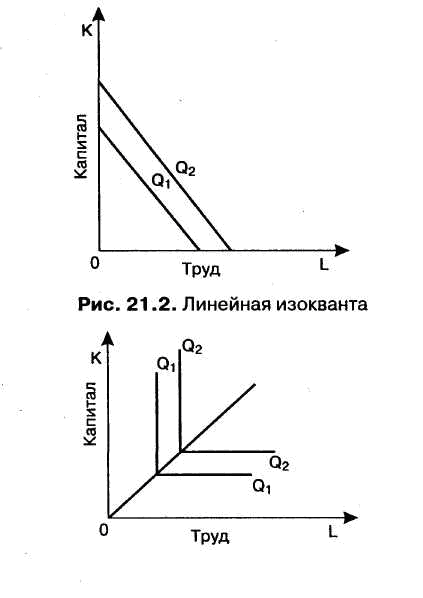 K
Капитал
Q₂
Q₁
0
Труд
L
Рис. 21.2. Линейная изокванта
K
Капитал
Q₂
Q₁
Q₂
Q₁
0
Труд
L